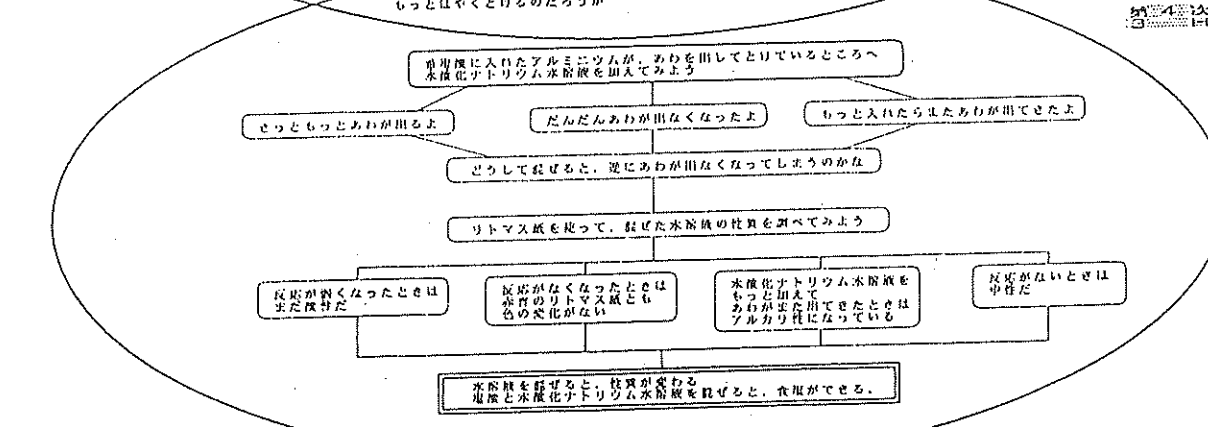 もっとはやくとけるのだろうか
第4次
塩酸に入れたアルミニウムが，あわを出してとけているところへ
水酸化ナトリウム水溶液を加えてみよう
きっともっとあわが出るよ
だんだんあわが出なくなったよ
もっと入れたらまたあわが出てきたよ
どうして混ぜると，逆にあわが出なくなってしまうのかな
リトマス紙を使って，混ぜた水溶液の性質を調べてみよう
反応が弱くなったときは
まだ酸性だ
反応がなくなったときは
赤青のリトマス紙とも
色の変化がない
水酸化ナトリウム水溶液を
もっと加えて
あわがまた出てきたときは
アルカリ性になっている
反応がないときは
中性だ
水溶液を混ぜると，性質が変わる
塩酸と水酸化ナトリウム水溶液を混ぜると，食塩ができる。